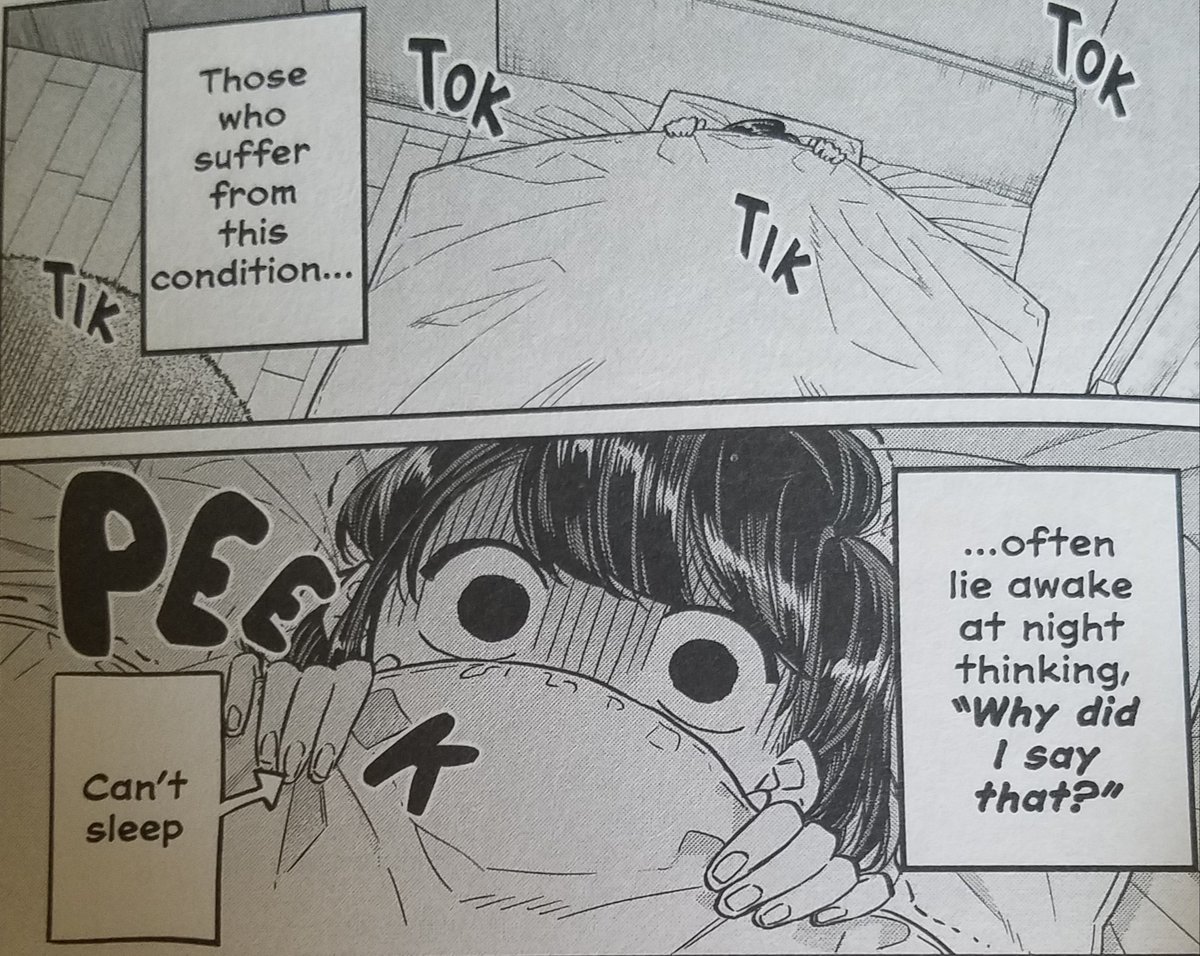 Those
who
suffer
from
this
condition...
TOK
TOK
TIK
TIK
PEEK
...often
lie awake
at night
thinking,
"Why did
I say
that?"
Can't
sleep